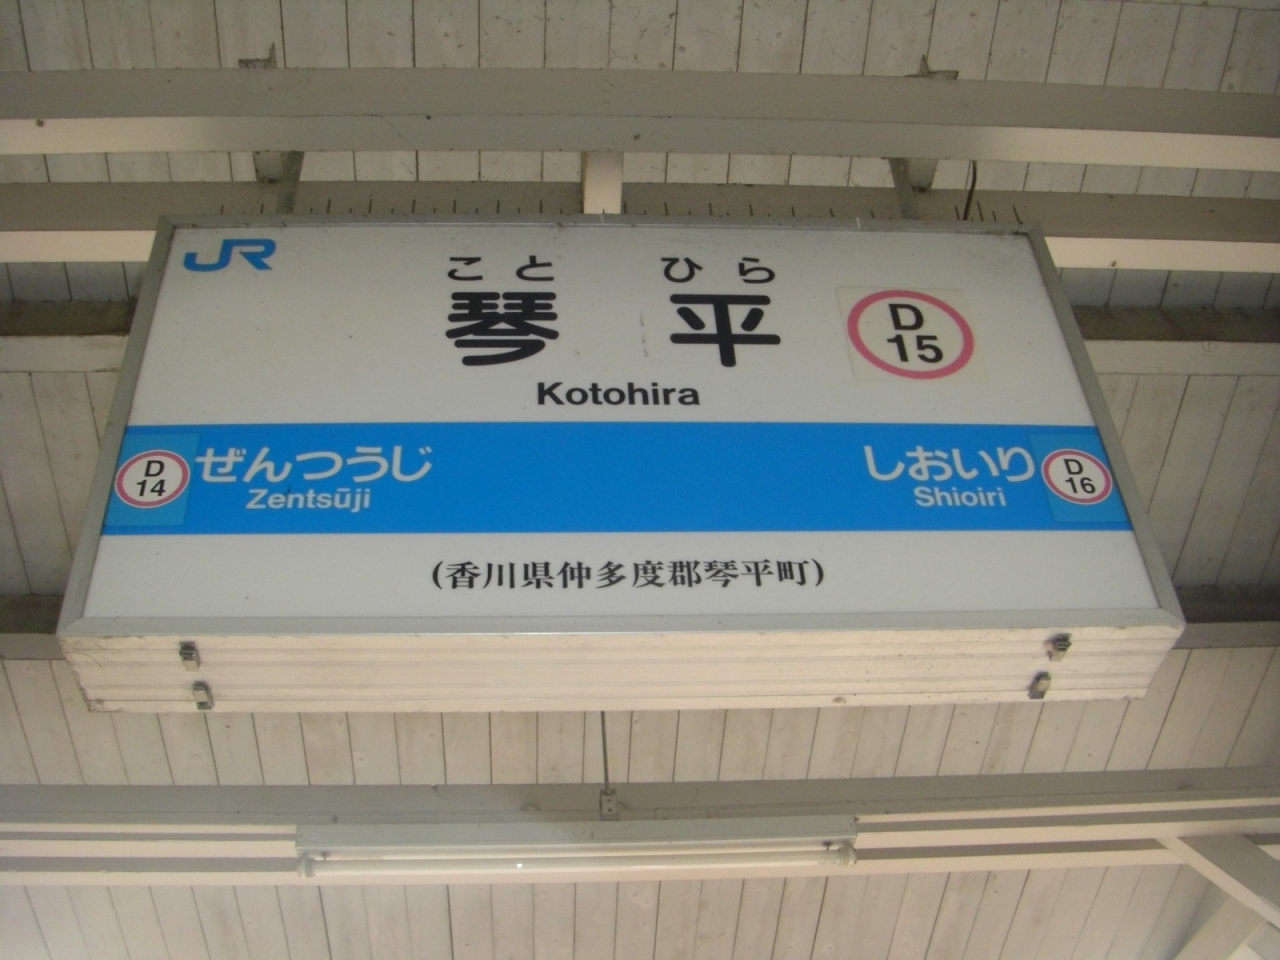 JR
こと ひら
琴平
D
15
Kotohira
D
14
ぜんつうじ
Zentsūji
しおいり
Shioiri
D
16
(香川県仲多度郡琴平町)